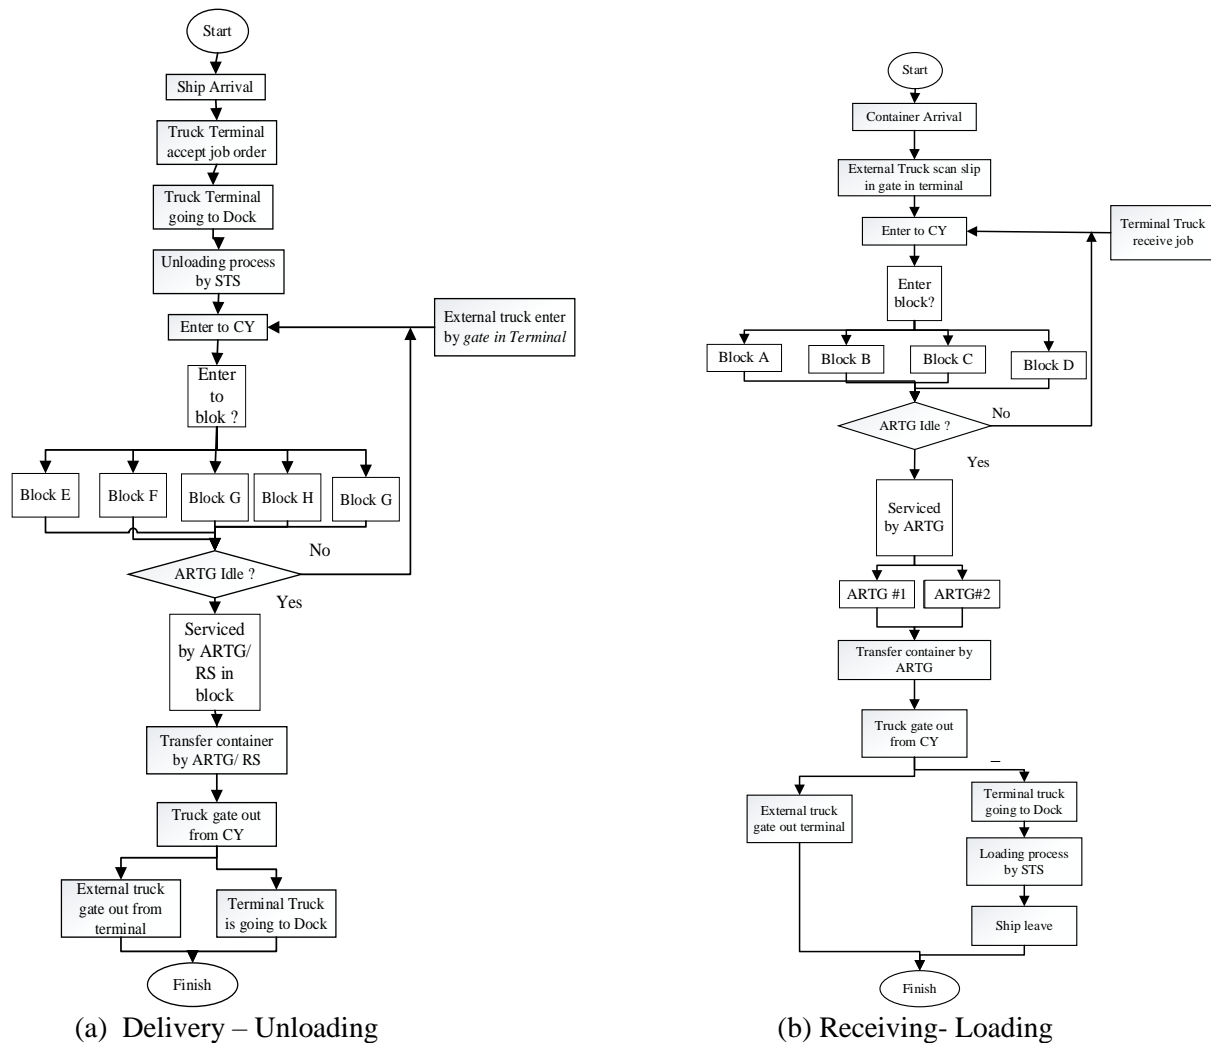 Start
Ship Arrival
Truck Terminal
accept job order
Truck Terminal
going to Dock
Unloading process
by STS
Enter to CY
External truck enter
by gate in Terminal
Enter
to
blok ?
Block E
Block F
Block G
Block H
Block G
No
ARTG Idle ?
Yes
Serviced
by ARTG/
RS in
block
Transfer container
by ARTG/ RS
Truck gate out
from CY
External truck
gate out from
terminal
Terminal Truck
is going to Dock
Finish
(a) Delivery – Unloading
Start
Container Arrival
External Truck scan slip
in gate in terminal
Enter to CY
Terminal Truck
receive job
Enter
block?
Block A
Block B
Block C
Block D
No
ARTG Idle ?
Yes
Serviced
by ARTG
ARTG #1
ARTG#2
Transfer container by
ARTG
Truck gate out
from CY
–
External truck
gate out terminal
Terminal truck
going to Dock
Loading process
by STS
Ship leave
Finish
(b) Receiving- Loading